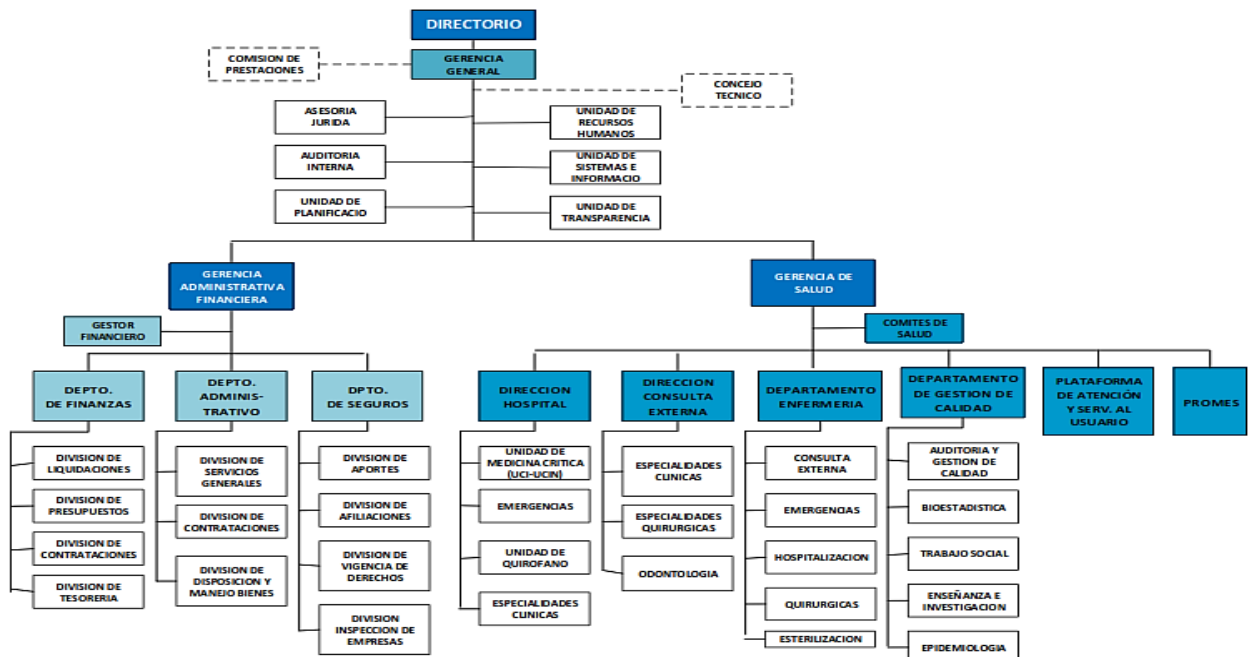 DIRECTORIO
GERENCIA
GENERAL
COMISION DE
PRESTACIONES
CONCEJO
TECNICO
ASESORIA
JURIDA
UNIDAD DE
RECURSOS
HUMANOS
AUDITORIA
INTERNA
UNIDAD DE
SISTEMAS E
INFORMACIO
UNIDAD DE
PLANIFICACIO
UNIDAD DE
TRANSPARENCIA
GERENCIA
ADMINISTRATIVA
FINANCIERA
GERENCIA DE
SALUD
GESTOR
FINANCIERO
COMITES DE
SALUD
DEPTO.
DE FINANZAS
DEPTO.
ADMINIS-
TRATIVO
DPTO.
DE SEGUROS
DIRECCION
HOSPITAL
DIRECCION
CONSULTA
EXTERNA
DEPARTAMENTO
ENFERMERIA
DEPARTAMENTO
DE GESTION DE
CALIDAD
PLATAFORMA
DE ATENCIÓN
Y SERV. AL
USUARIO
PROMES
DIVISION DE
LIQUIDACIONES
DIVISION DE
PRESUPUESTOS
DIVISION DE
CONTRATACIONES
DIVISION DE
TESORERIA
DIVISION DE
SERVICIOS
GENERALES
DIVISION DE
CONTRATACIONES
DIVISION DE
DISPOSICION Y
MANEJO BIENES
DIVISION DE
APORTES
DIVISION DE
AFILIACIONES
DIVISION DE
VIGENCIA DE
DERECHOS
DIVISION
INSPECCION DE
EMPRESAS
UNIDAD DE
MEDICINA CRITICA
(UCI-UCIN)
EMERGENCIAS
UNIDAD DE
QUIROFANO
ESPECIALIDADES
CLINICAS
ESPECIALIDADES
CLINICAS
ESPECIALIDADES
QUIRURGICAS
ODONTOLOGIA
CONSULTA
EXTERNA
EMERGENCIAS
HOSPITALIZACION
QUIRURGICAS
ESTERILIZACION
AUDITORIA Y
GESTION DE
CALIDAD
BIOESTADISTICA
TRABAJO SOCIAL
ENSEÑANZA E
INVESTIGACION
EPIDEMIOLOGIA